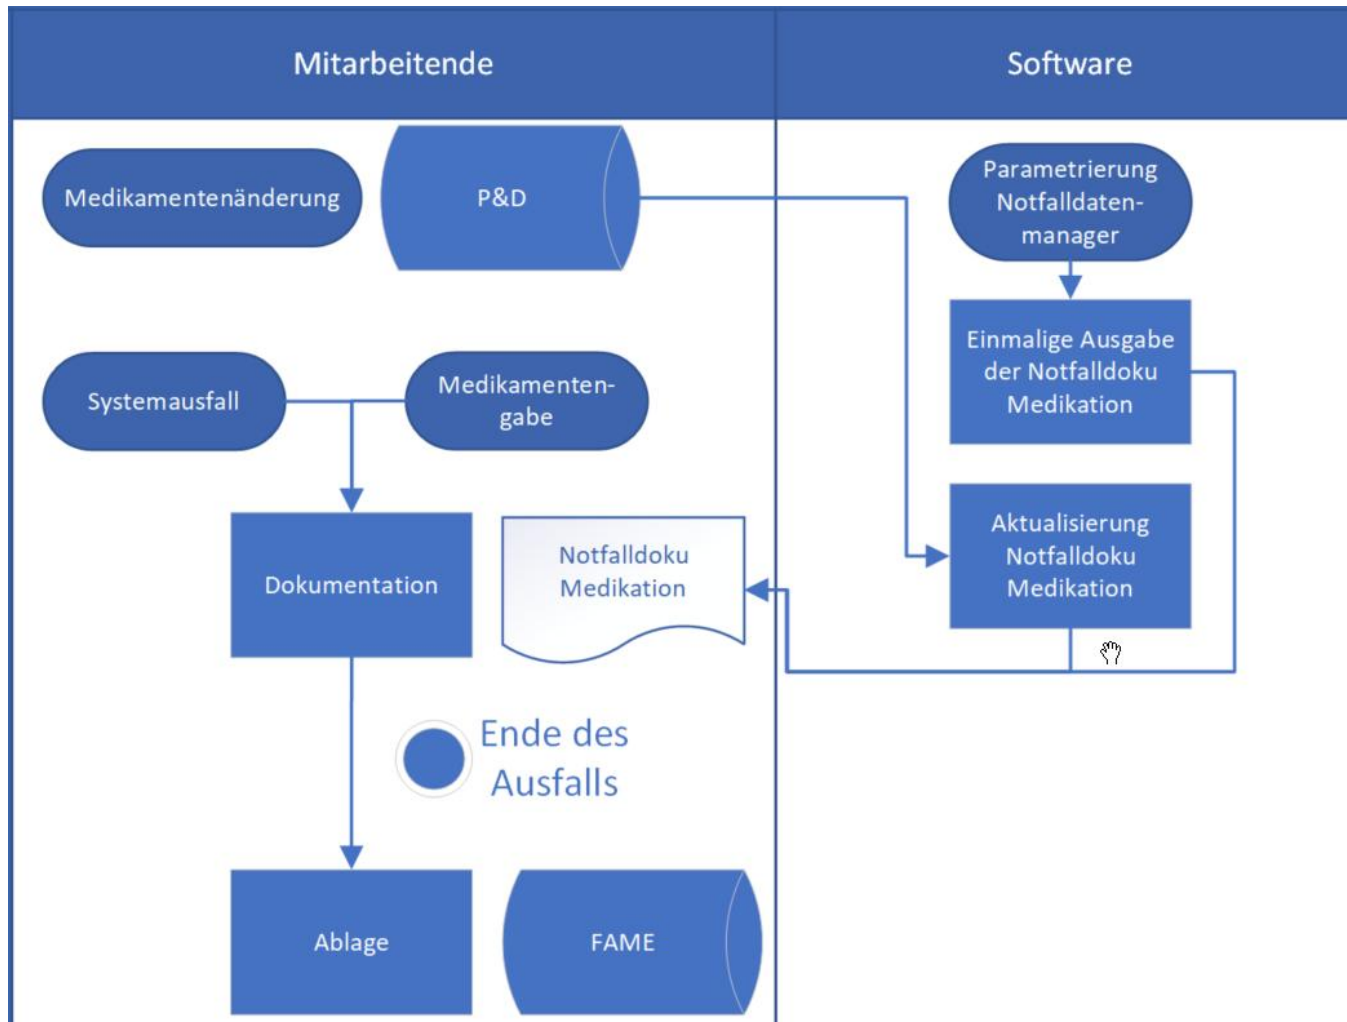 Mitarbeitende
Software
Medikamentenänderung
P&D
Parametrierung
Notfalldaten-
manager
Einmalige Ausgabe
der Notfalldoku
Medikation
Systemausfall
Medikamenten-
gabe
Aktualisierung
Notfalldoku
Medikation
Dokumentation
Notfalldoku
Medikation
Ende des
Ausfalls
Ablage
FAME